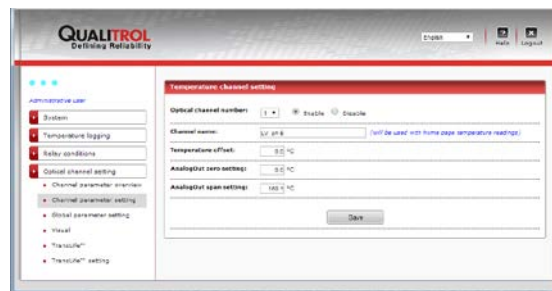 QUALITROL
Defining Reliability
English
Help
Logout
Administrative user
System
Temperature logging
Relay conditions
Optical channel setting
Channel parameter overview
Channel parameter setting
Global parameter setting
Visual
TransLife™
TransLife™ setting
Temperature channel setting
Optical channel number: 1 Enable Disable
Channel name: (will be used with home page temperature readings)
Temperature offset: 0.0 °C
AnalogOut zero setting: 0.0 °C
AnalogOut span setting: °C
Save